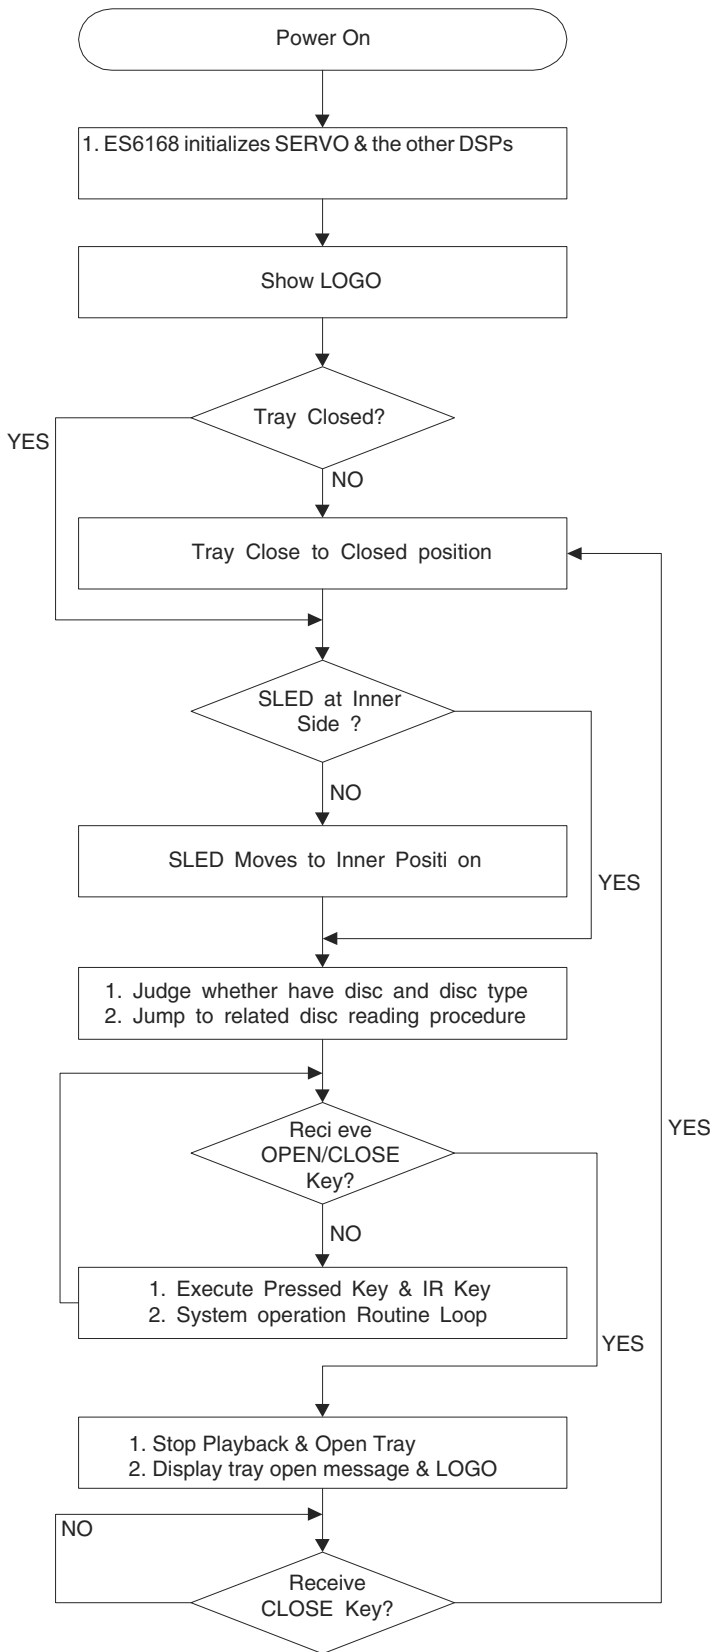 Power On
1. ES6168 initializes SERVO & the other DSPs
Show LOGO
Tray Closed?
YES
NO
Tray Close to Closed position
SLED at Inner
Side ?
NO
SLED Moves to Inner Positi on
YES
1. Judge whether have disc and disc type
2. Jump to related disc reading procedure
Reci eve
OPEN/CLOSE
Key?
YES
NO
1. Execute Pressed Key & IR Key
2. System operation Routine Loop
YES
1. Stop Playback & Open Tray
2. Display tray open message & LOGO
NO
Receive
CLOSE Key?